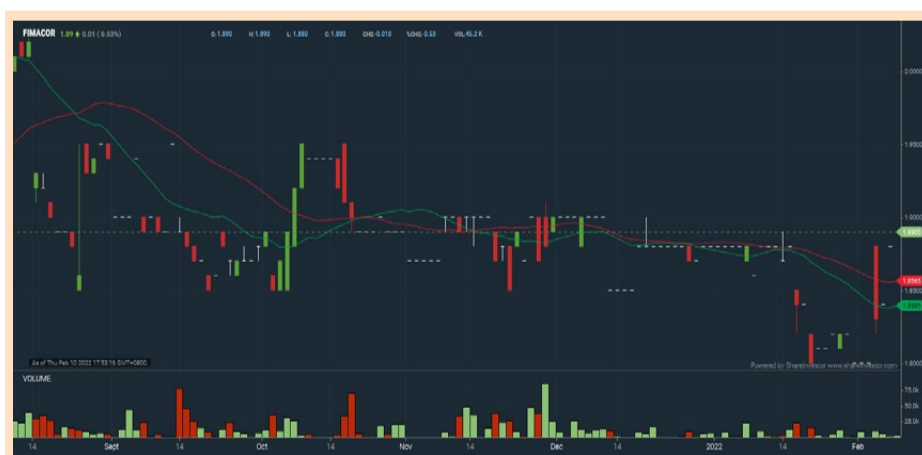 FIMACOR 1.89 0.01 ( 0.53%) O:1.890 H:1.890 L: 1.880 C:1.880 CHG:-0.010 %CHG:-0.53 VOL:45.2 K
2.0000
1.9500
1.9000
1.8900
1.8565
1.8500
1.8395
1.8000
As of Thu Feb 10 2022 17:53:16 GMT+0800.
Powered by ShareInvestor www.shareinvestor.com
VOLUME
75.0k
50.0k
25.0k
14 Sept 14 Oct Nov 14 Dec 14 2022 14 Feb